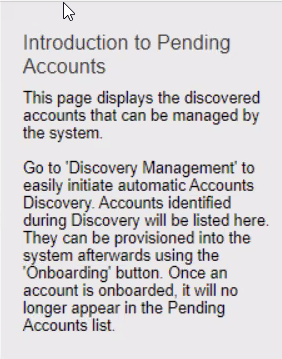 Introduction to Pending
Accounts
This page displays the discovered
accounts that can be managed by
the system.
Go to 'Discovery Management' to
easily initiate automatic Accounts
Discovery. Accounts identified
during Discovery will be listed here.
They can be provisioned into the
system afterwards using the
'Onboarding' button. Once an
account is onboarded, it will no
longer appear in the Pending
Accounts list.